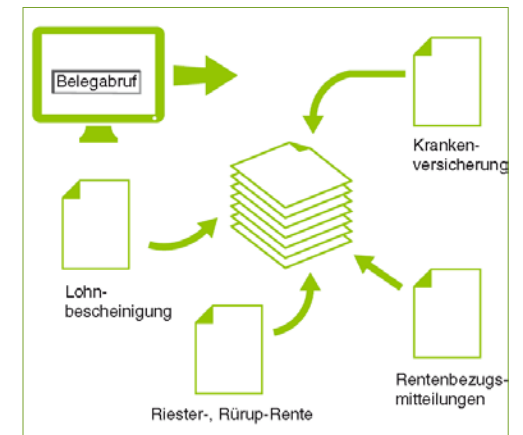 Belegabruf
Kranken-
versicherung
Lohn-
bescheinigung
Rentenbezugs-
mitteilungen
Riester-, Rürup-Rente